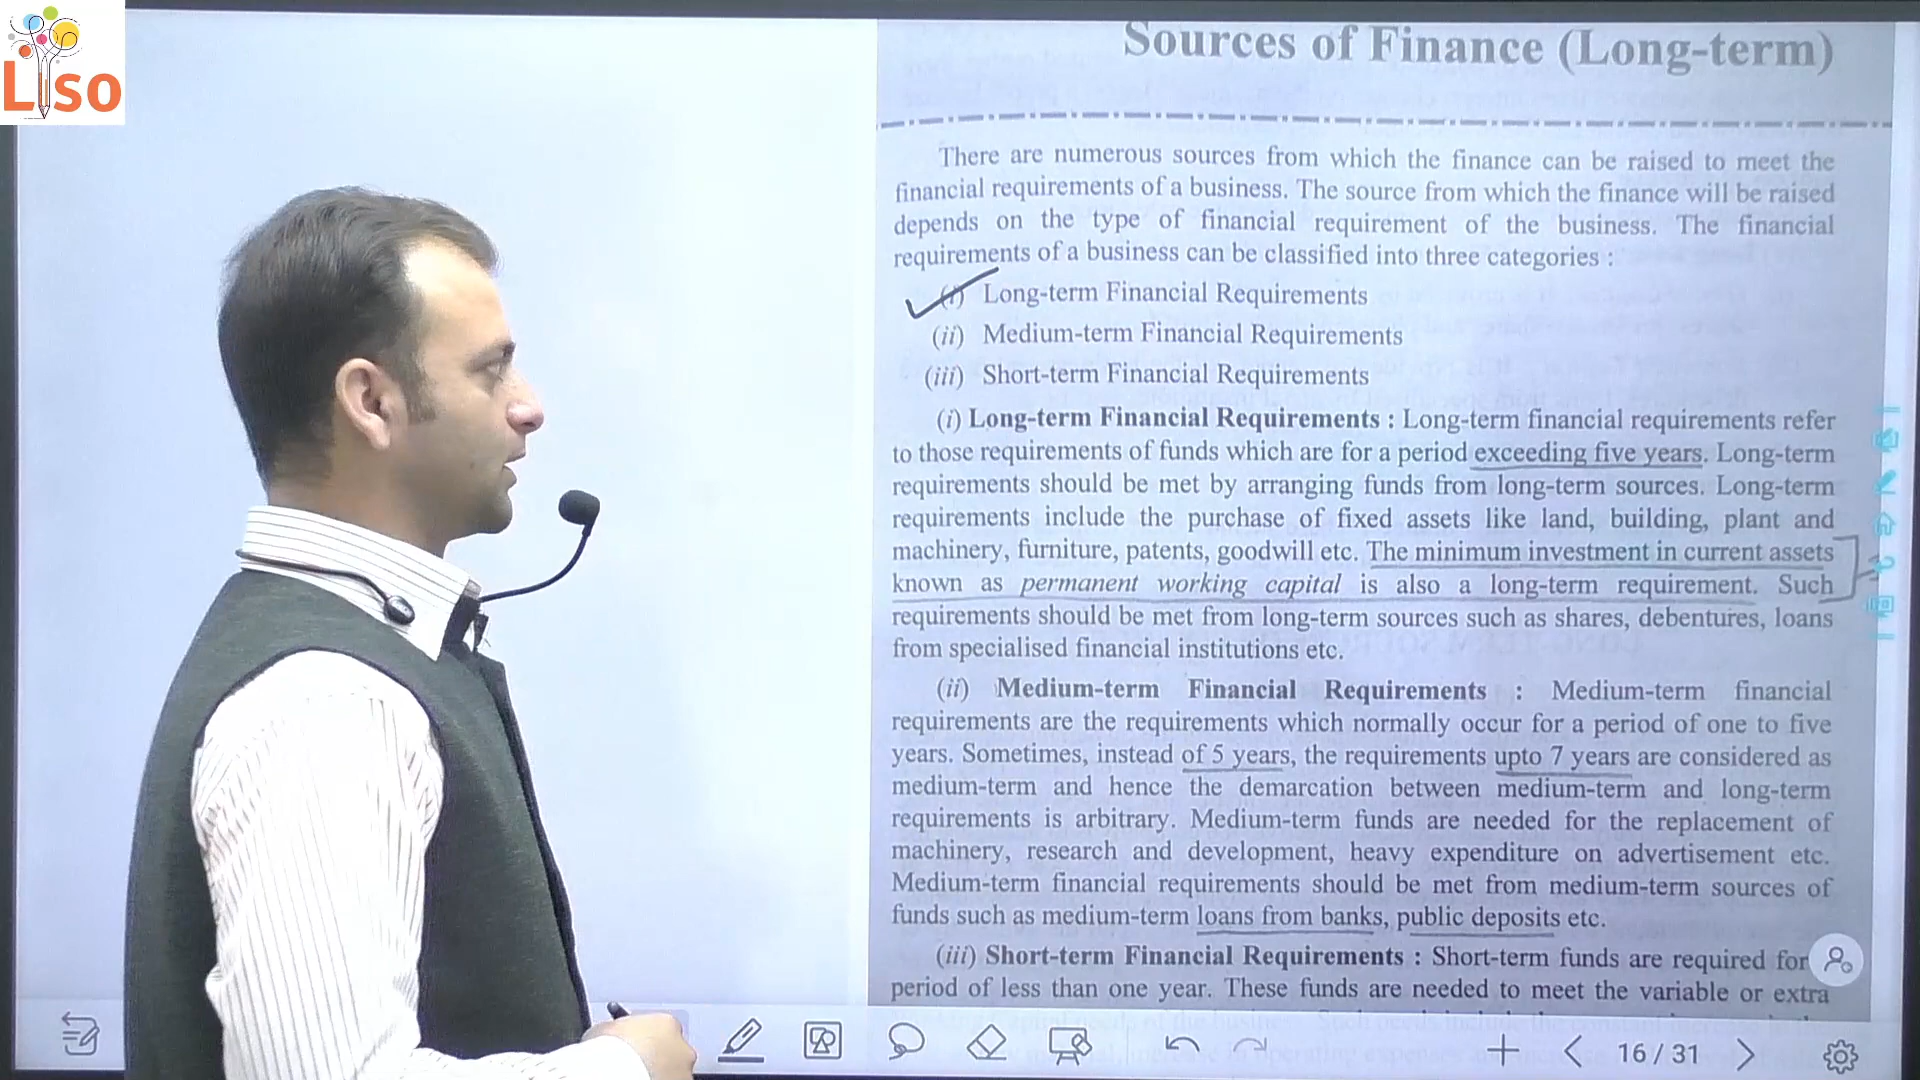 Liso
Sources of Finance (Long-term)
There are numerous sources from which the finance can be raised to meet the
financial requirements of a business. The source from which the finance will be raised
depends on the type of financial requirement of the business. The financial
requirements of a business can be classified into three categories :
(i) Long-term Financial Requirements
(ii) Medium-term Financial Requirements
(iii) Short-term Financial Requirements
(i) Long-term Financial Requirements : Long-term financial requirements refer
to those requirements of funds which are for a period exceeding five years. Long-term
requirements should be met by arranging funds from long-term sources. Long-term
requirements include the purchase of fixed assets like land, building, plant and
machinery, furniture, patents, goodwill etc. The minimum investment in current assets
known as permanent working capital is also a long-term requirement. Such
requirements should be met from long-term sources such as shares, debentures, loans
from specialised financial institutions etc.
(ii) Medium-term Financial Requirements : Medium-term financial
requirements are the requirements which normally occur for a period of one to five
years. Sometimes, instead of 5 years, the requirements upto 7 years are considered as
medium-term and hence the demarcation between medium-term and long-term
requirements is arbitrary. Medium-term funds are needed for the replacement of
machinery, research and development, heavy expenditure on advertisement etc.
Medium-term financial requirements should be met from medium-term sources of
funds such as medium-term loans from banks, public deposits etc.
(iii) Short-term Financial Requirements : Short-term funds are required for
period of less than one year. These funds are needed to meet the variable or extra
16 / 31